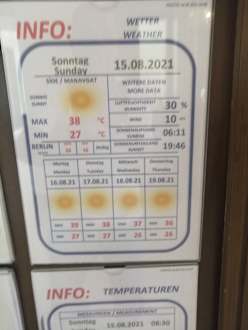 INFO: WETTER
WEATHER
Sonntag
Sunday
15.08.2021
SIDE / MANAVGAT
WEITERE DATEN
MORE DATA
SONNIG
SUNNY
LUFTFEUCHTIGKEIT
HUMIDITY
30 %
MAX 38 °C
WIND
10
MIN 27 °C
SONNENAUFGANG
SUNRISE
06:11
BERLIN
SONNENUNTERGANG
SUNSET
19:46
Montag
Monday
Dienstag
Tuesday
Mittwoch
Wednesday
Donnerstag
Thursday
16.08.21 17.08.21 18.08.21 19.08.21
37 36
27 27 26 25
INFO: TEMPERATUREN
MESSUNGEN / MEASUREMENT
Sonntag
15.08.2021 08:30